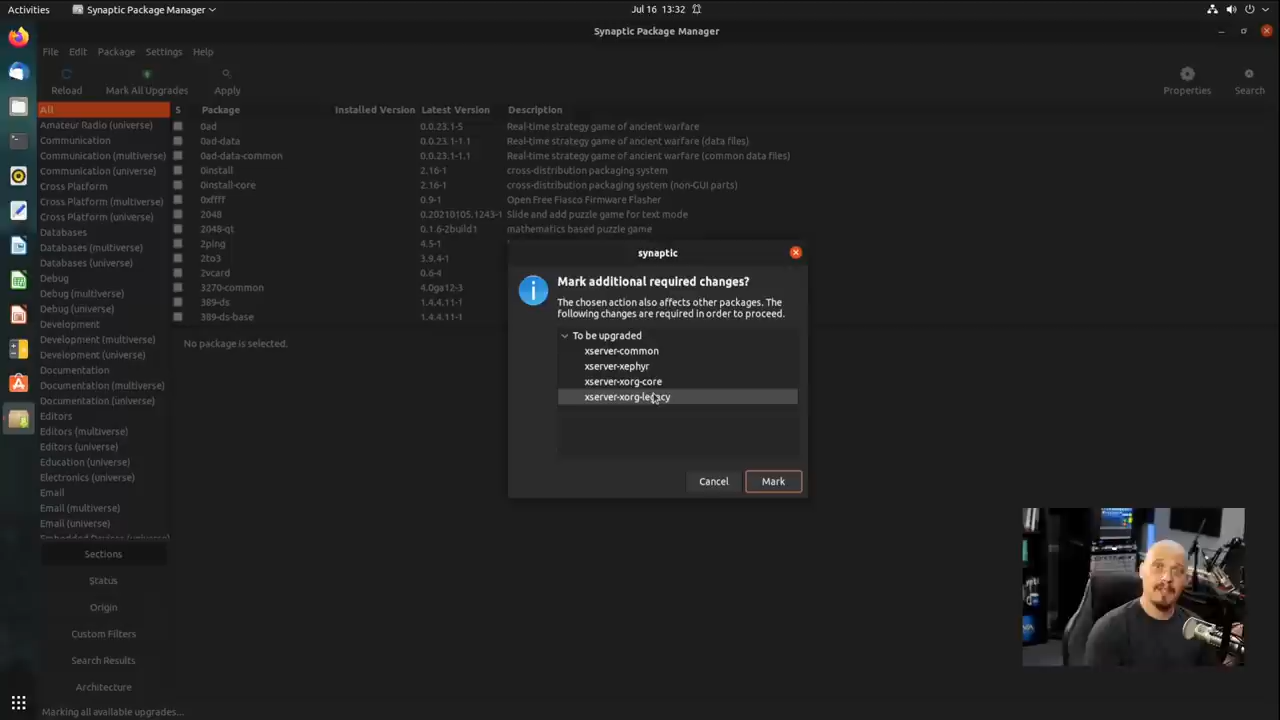 Activities
Synaptic Package Manager
Jul 16 13:32
Synaptic Package Manager
File Edit Package Settings Help
Reload Mark All Upgrades Apply Properties Search
S Package Installed Version Latest Version Description
All
Amateur Radio (universe)
Communication
Communication (multiverse)
Communication (universe)
Cross Platform
Cross Platform (multiverse)
Cross Platform (universe)
Databases
Databases (multiverse)
Databases (universe)
Debug
Debug (multiverse)
Debug (universe)
Development
Development (multiverse)
Development (universe)
Documentation
Documentation (multiverse)
Documentation (universe)
Editors
Editors (multiverse)
Editors (universe)
Education (universe)
Electronics (universe)
Email
Email (multiverse)
Email (universe)
Embedded Devices (universe)
Sections
Status
Origin
Custom Filters
Search Results
Architecture
Marking all available upgrades...
0ad 0.0.23.1-5 Real-time strategy game of ancient warfare
0ad-data 0.0.23.1-1.1 Real-time strategy game of ancient warfare (data files)
0ad-data-common 0.0.23.1-1.1 Real-time strategy game of ancient warfare (common data files)
0install 2.16-1 cross-distribution packaging system
0install-core 2.16-1 cross-distribution packaging system (non-GUI parts)
0xffff 0.9-1 Open Free Fiasco Firmware Flasher
2048 0.20210105.1243-1 Slide and add puzzle game for text mode
2048-qt 0.1.6-2build1 mathematics based puzzle game
2ping 4.5-1
2to3 3.9.4-1
2vcard 0.6-4
3270-common 4.0ga12-3
389-ds 1.4.4.11-1
389-ds-base 1.4.4.11-1
No package is selected.
synaptic
Mark additional required changes?
The chosen action also affects other packages. The
following changes are required in order to proceed.
To be upgraded
xserver-common
xserver-xephyr
xserver-xorg-core
xserver-xorg-legacy
Cancel Mark